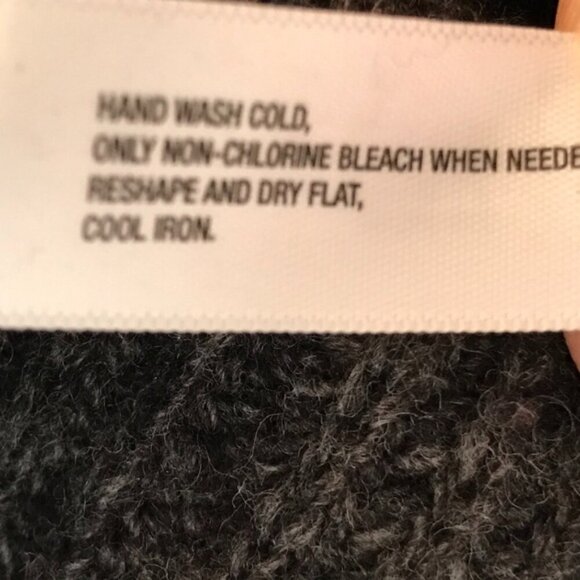 HAND WASH COLD,
ONLY NON-CHLORINE BLEACH WHEN NEEDE
RESHAPE AND DRY FLAT,
COOL IRON.